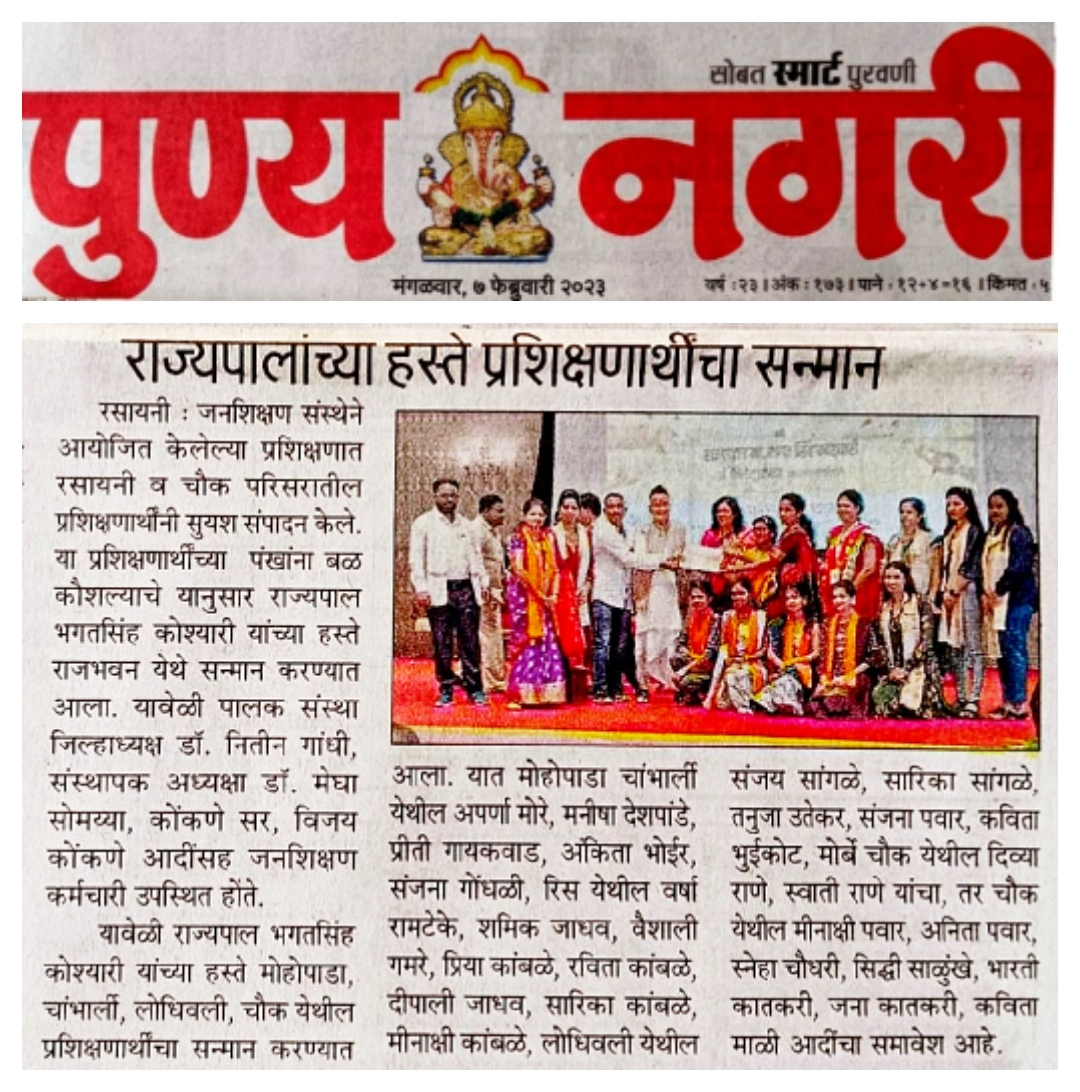 सोबत स्मार्ट पुरवणी
पुण्य नगरी
मंगळवार, ७ फेब्रुवारी २०२३
वर्ष : २३ । अंक : १७३ । पाने : १२+४=१६ । किंमत : ५
राज्यपालांच्या हस्ते प्रशिक्षणार्थींचा सन्मान
रसायनी : जनशिक्षण संस्थेने
आयोजित केलेल्या प्रशिक्षणात
रसायनी व चौक परिसरातील
प्रशिक्षणार्थींनी सुयश संपादन केले.
या प्रशिक्षणार्थींच्या पंखांना बळ
कौशल्याचे यानुसार राज्यपाल
भगतसिंह कोश्यारी यांच्या हस्ते
राजभवन येथे सन्मान करण्यात
आला. यावेळी पालक संस्था
जिल्हाध्यक्ष डॉ. नितीन गांधी,
संस्थापक अध्यक्षा डॉ. मेघा
सोमय्या, कोंकणे सर, विजय
कोंकणे आदींसह जनशिक्षण
कर्मचारी उपस्थित होंते.
यावेळी राज्यपाल भगतसिंह
कोश्यारी यांच्या हस्ते मोहोपाडा,
चांभार्ली, लोधिवली, चौक येथील
प्रशिक्षणार्थींचा सन्मान करण्यात
आला. यात मोहोपाडा चांभार्ली
येथील अपर्णा मोरे, मनीषा देशपांडे,
प्रीती गायकवाड, अंकिता भोईर,
संजना गोंधळी, रिस येथील वर्षा
रामटेके, शमिक जाधव, वैशाली
गमरे, प्रिया कांबळे, रविता कांबळे,
दीपाली जाधव, सारिका कांबळे,
मीनाक्षी कांबळे, लोधिवली येथील
संजय सांगळे, सारिका सांगळे,
तनुजा उतेकर, संजना पवार, कविता
भुईकोट, मोर्बे चौक येथील दिव्या
राणे, स्वाती राणे यांचा, तर चौक
येथील मीनाक्षी पवार, अनिता पवार,
स्नेहा चौधरी, सिद्धी साळुंखे, भारती
कातकरी, जना कातकरी, कविता
माळी आदींचा समावेश आहे.